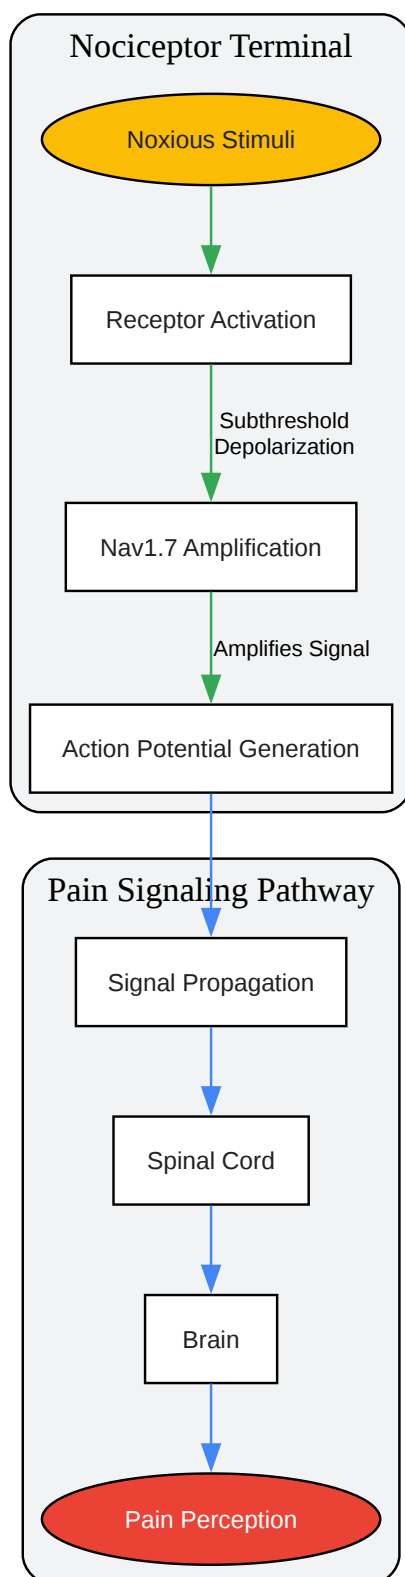 Nociceptor Terminal
Noxious Stimuli
Receptor Activation
Subthreshold
Depolarization
Nav1.7 Amplification
Amplifies Signal
Action Potential Generation
Pain Signaling Pathway
Signal Propagation
Spinal Cord
Brain
Pain Perception